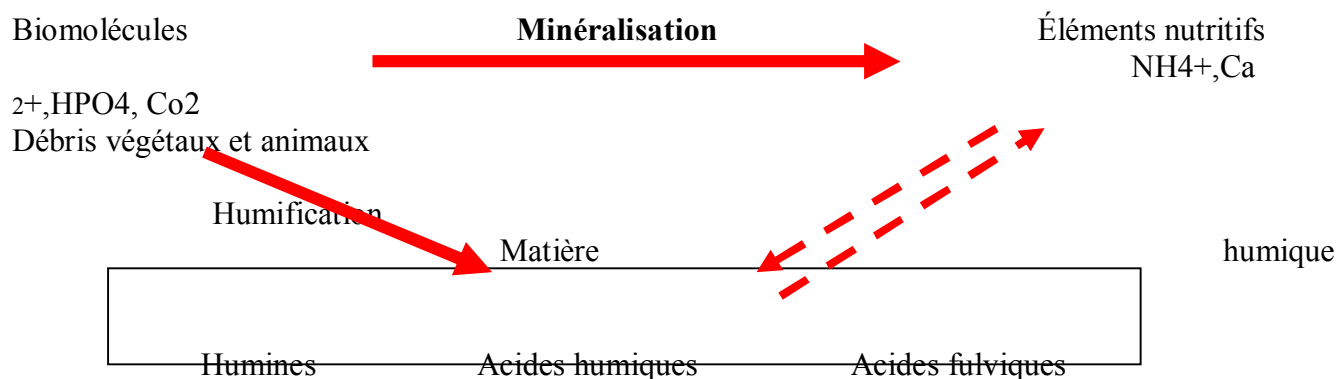 Biomolécules Minéralisation Éléments nutritifs
NH4+,Ca
2+,HPO4, Co2
Débris végétaux et animaux
Humification
Matière humique
Humines Acides humiques Acides fulviques